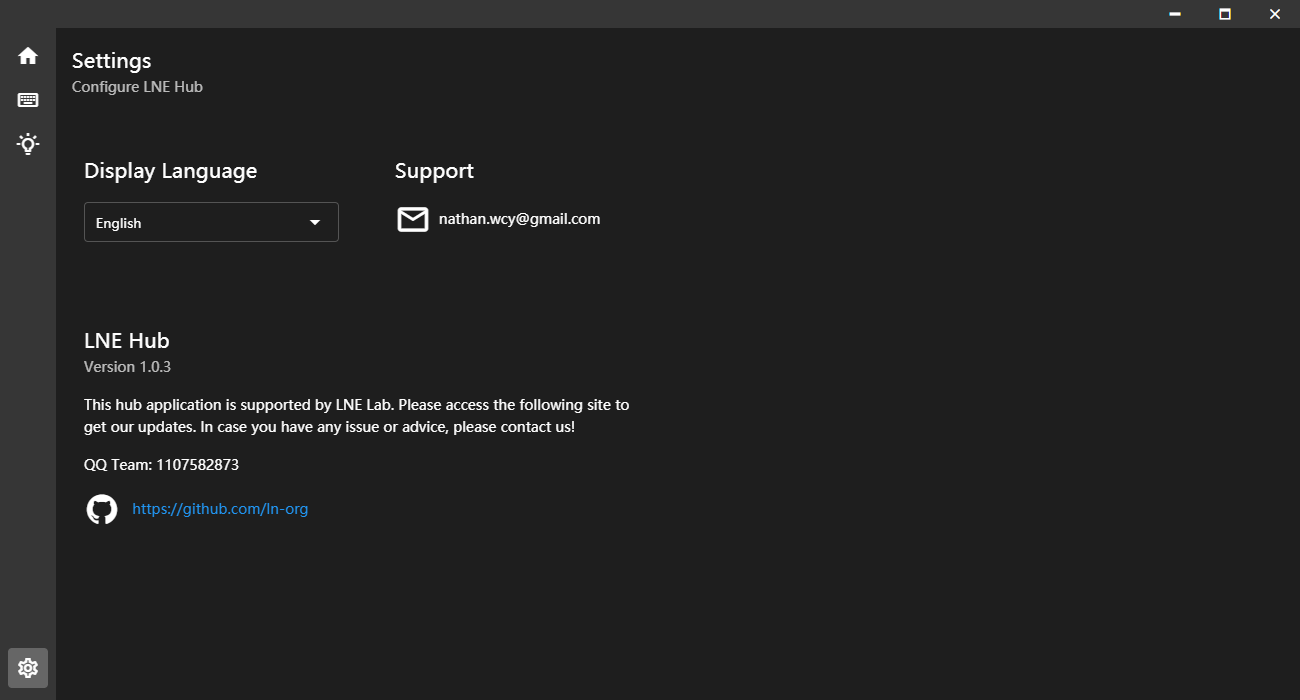 Settings
Configure LNE Hub
Display Language
Support
English
nathan.wcy@gmail.com
LNE Hub
Version 1.0.3
This hub application is supported by LNE Lab. Please access the following site to
get our updates. In case you have any issue or advice, please contact us!
QQ Team: 1107582873
https://github.com/ln-org